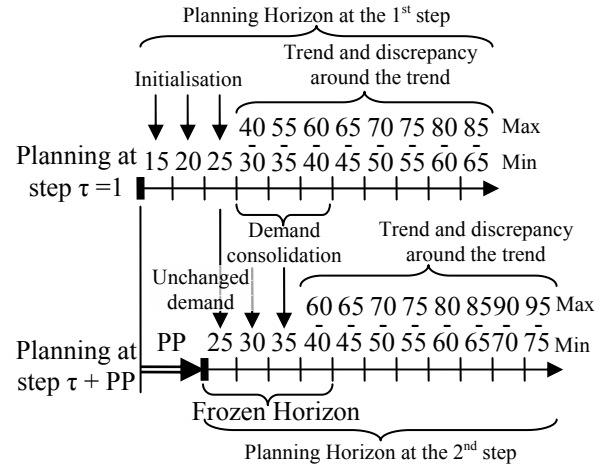 Planning Horizon at the 1st step
Trend and discrepancy
around the trend
Initialisation
40 55 60 65 70 75 80 85 Max
- - - - - - - -
Planning at
step τ =1
15 20 25 30 35 40 45 50 55 60 65 Min
Demand
consolidation
Trend and discrepancy
around the trend
Unchanged
demand
60 65 70 75 80 85 90 95 Max
- - - - - - - -
PP
25 30 35 40 45 50 55 60 65 70 75 Min
Planning at
step τ + PP
Frozen Horizon
Planning Horizon at the 2nd step